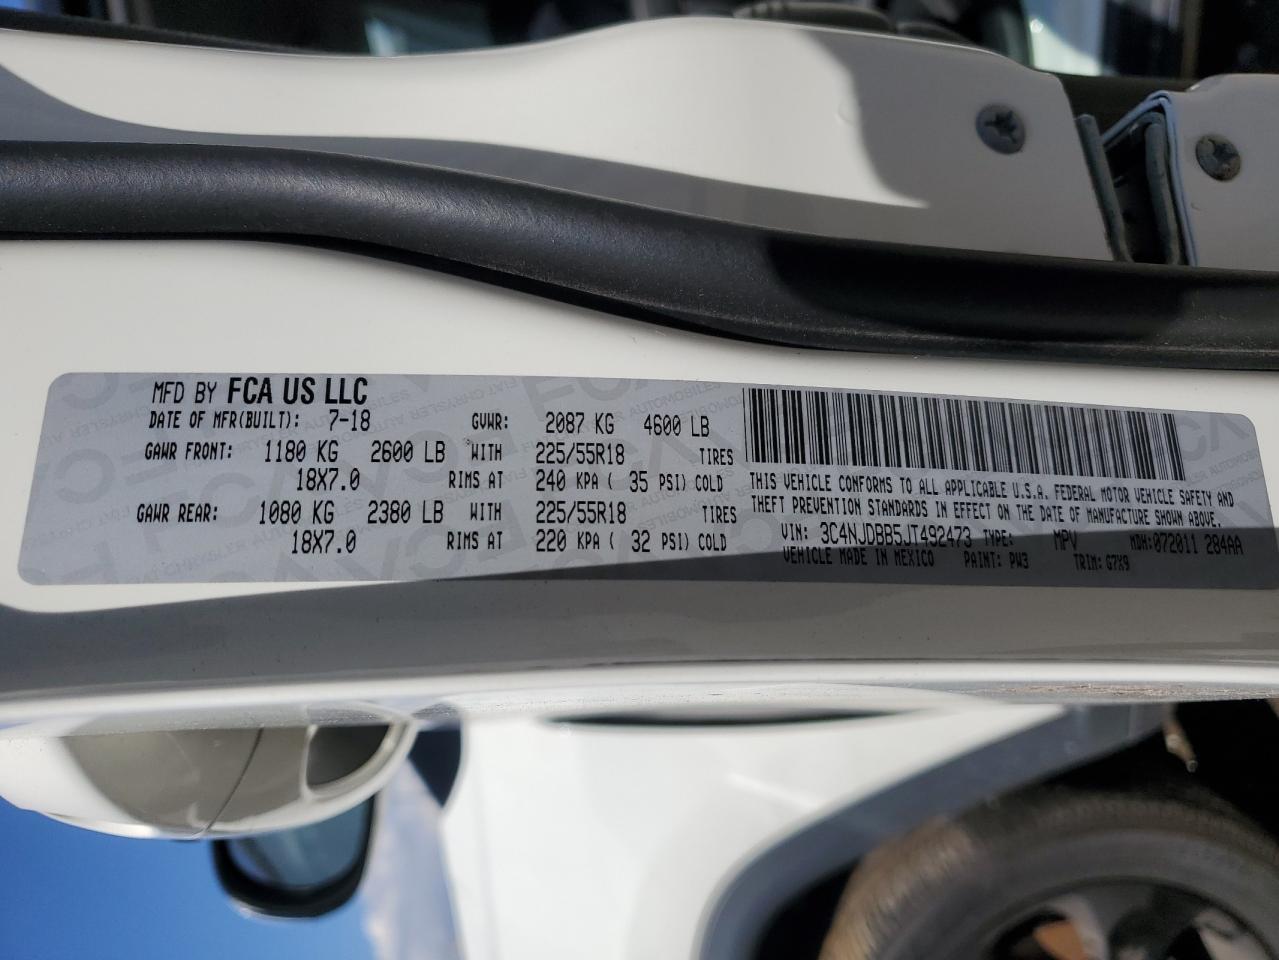 MFD BY FCA US LLC
DATE OF MFR(BUILT): 7-18 GVWR: 2087 KG 4600 LB
GAWR FRONT: 1180 KG 2600 LB WITH 225/55R18 TIRES
18X7.0 RIMS AT 240 KPA ( 35 PSI) COLD
GAWR REAR: 1080 KG 2380 LB WITH 225/55R18 TIRES
18X7.0 RIMS AT 220 KPA ( 32 PSI) COLD
THIS VEHICLE CONFORMS TO ALL APPLICABLE U.S.A. FEDERAL MOTOR VEHICLE SAFETY AND
THEFT PREVENTION STANDARDS IN EFFECT ON THE DATE OF MANUFACTURE SHOWN ABOVE.
VIN: 3C4NJDBB5JT492473 TYPE: MPV MDH:072011 284AA
VEHICLE MADE IN MEXICO PAINT: PW3 TRIM: G7X9